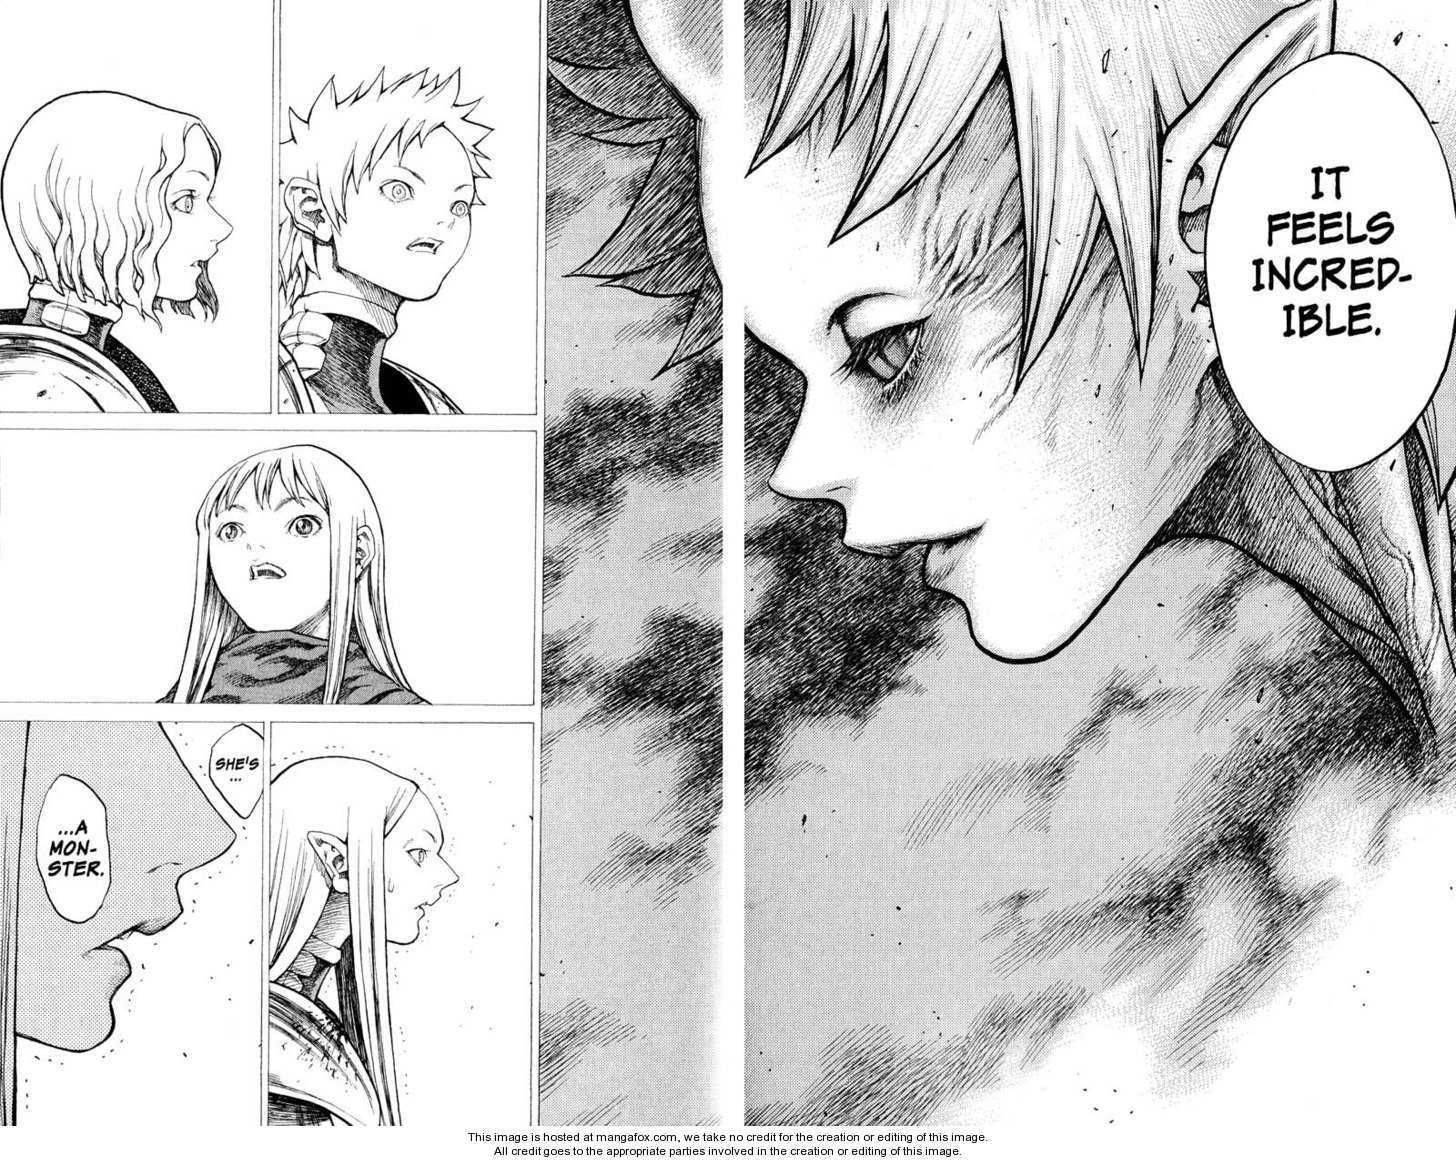 IT
FEELS
INCRED-
IBLE.
SHE'S
...
...A
MON-
STER.
This image is hosted at mangafox.com, we take no credit for the creation or editing of this image.
All credit goes to the appropriate parties involved in the creation or editing of this image.